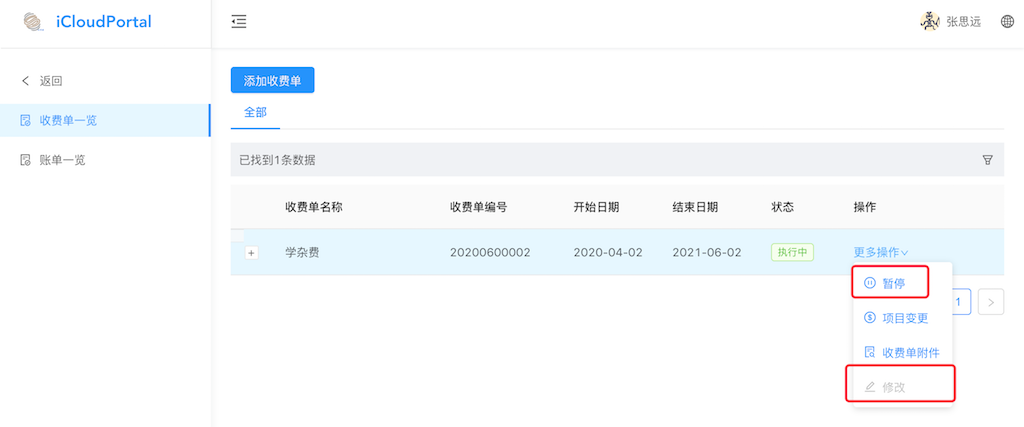 iCloudPortal
张思远
返回
收费单一览
账单一览
添加收费单
全部
已找到1条数据
收费单名称 收费单编号 开始日期 结束日期 状态 操作
+ 学杂费 20200600002 2020-04-02 2021-06-02 执行中 更多操作
暂停
1
项目变更
收费单附件
修改